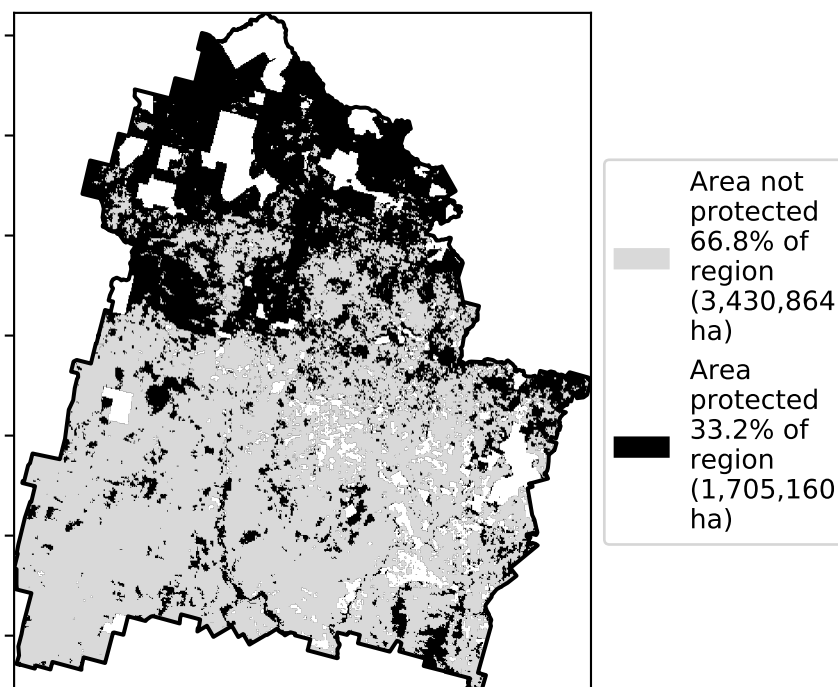 Area not
protected
66.8% of
region
(3,430,864
ha)
Area
protected
33.2% of
region
(1,705,160
ha)